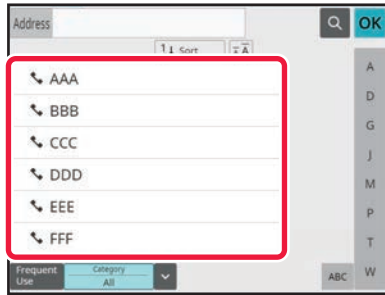 Address
OK
Sort
AAA
BBB
CCC
DDD
EEE
FFF
A
D
G
J
M
P
T
W
Frequent
Use
Category
All
ABC